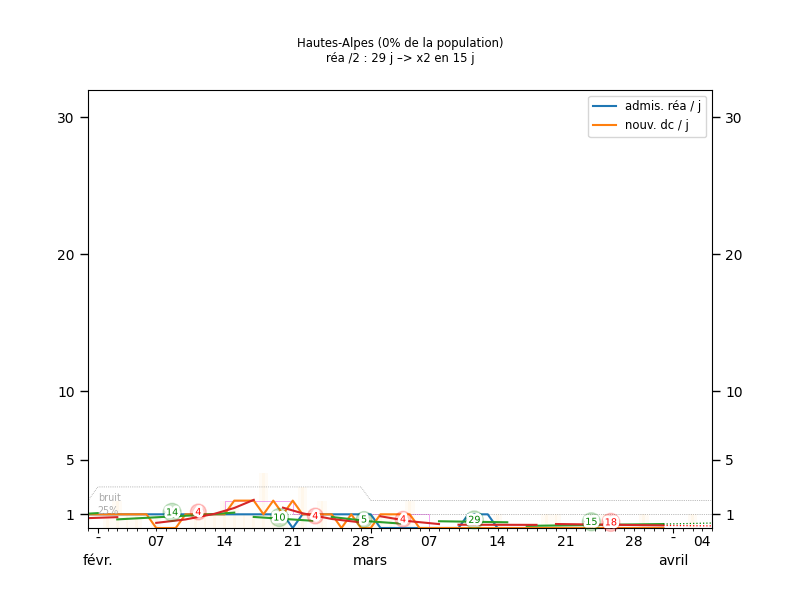 Hautes-Alpes (0% de la population)
réa /2 : 29 j –> x2 en 15 j
admis. réa / j
nouv. dc / j
30 30
20 20
10 10
5 5
bruit
25%
14 4 10 4 5 4 29 15 18
1 1
- 07 14 21 28 - 07 14 21 28 - 04
févr. mars avril